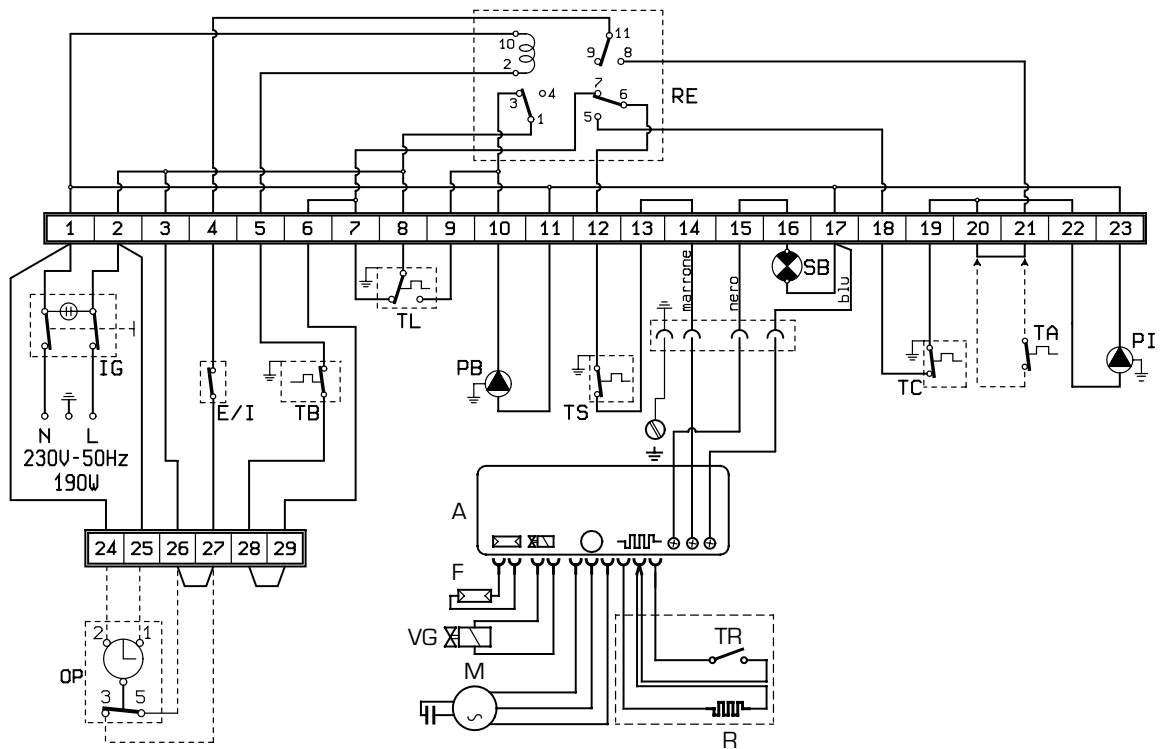 11
10
9
8
2
7
6
RE
3
4
1
5
1 2 3 4 5 6 7 8 9 10 11 12 13 14 15 16 17 18 19 20 21 22 23
marrone
nero
SB
blu
TL
TA
PI
IG
PB
TC
E/I
TB
TS
N L
230V-50Hz
190W
A
24 25 26 27 28 29
F
2 1
VG
TR
OP
M
3 5
R